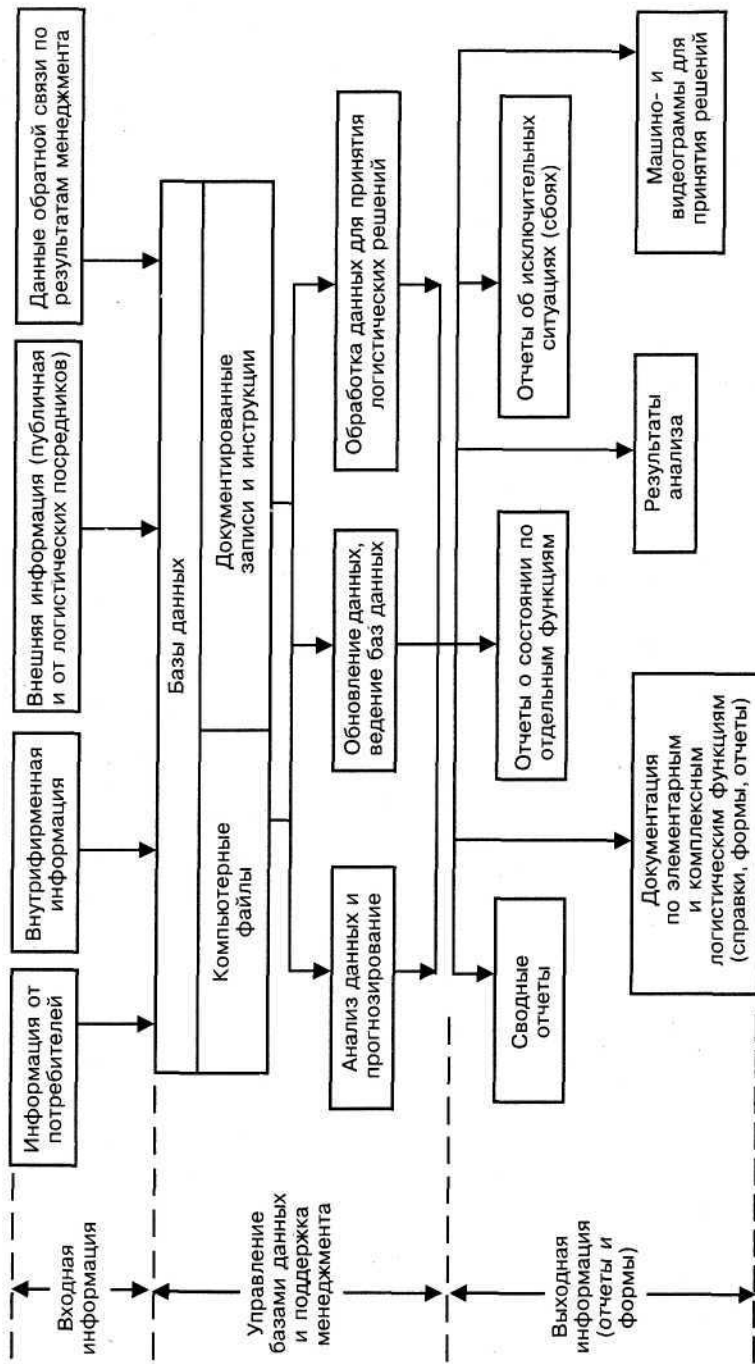 Входная
информация
Информация от
потребителей
Внутрифирменная
информация
Внешняя информация (публичная
и от логистических посредников)
Данные обратной связи по
результатам менеджмента
Управление
базами данных
и поддержка
менеджмента
Базы данных
Компьютерные
файлы
Документированные
записи и инструкции
Анализ данных и
прогнозирование
Обновление данных,
ведение баз данных
Обработка данных для принятия
логистических решений
Выходная
информация
(отчеты и
формы)
Сводные
отчеты
Отчеты о состоянии по
отдельным функциям
Отчеты об исключительных
ситуациях (сбоях)
Документация
по элементарным
и комплексным
логистическим функциям
(справки, формы, отчеты)
Результаты
анализа
Машино- и
видеограммы для
принятия решений